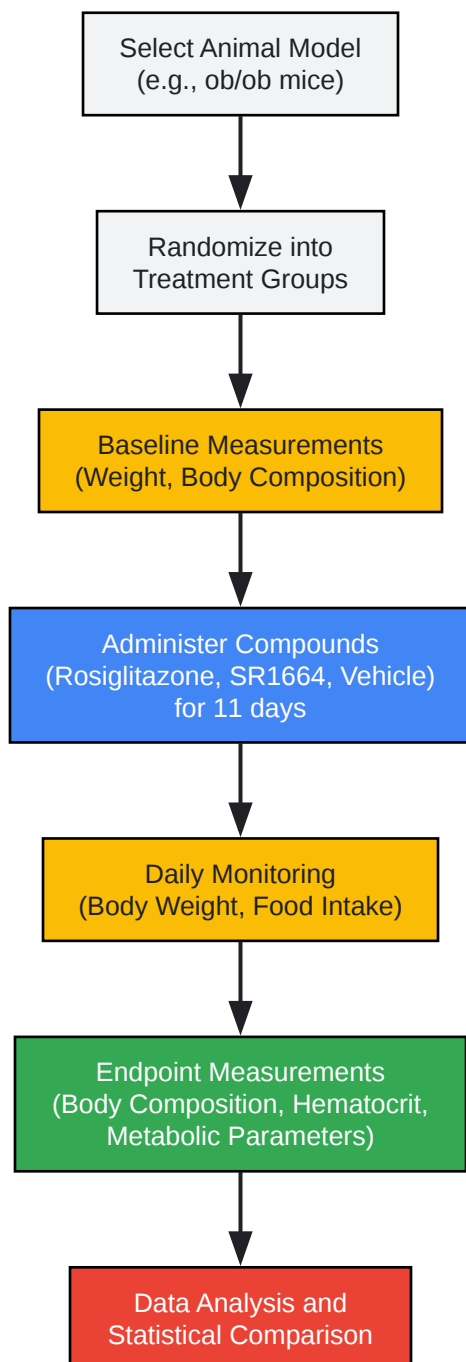 Select Animal Model
(e.g., ob/ob mice)
Randomize into
Treatment Groups
Baseline Measurements
(Weight, Body Composition)
Administer Compounds
(Rosiglitazone, SR1664, Vehicle)
for 11 days
Daily Monitoring
(Body Weight, Food Intake)
Endpoint Measurements
(Body Composition, Hematocrit,
Metabolic Parameters)
Data Analysis and
Statistical Comparison